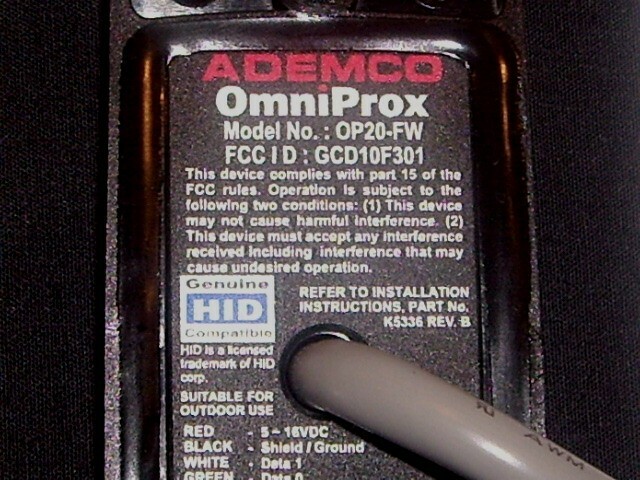 ADEMCO
OmniProx
Model No. : OP20-FW
FCC I D : GCD10F301
This device complies with part 15 of the
FCC rules. Operation is subject to the
following two conditions: (1) This device
may not cause harmful interference. (2)
This device must accept any interference
received including interference that may
cause undesired operation.
Genuine
HID
Compatible
HID is a licensed
trademark of HID
corp.
REFER TO INSTALLATION
INSTRUCTIONS, PART No.
K5336 REV. B
SUITABLE FOR
OUTDOOR USE
RED - 5 – 16VDC
BLACK - Shield / Ground
WHITE - Data 1
GREEN - Data 0
AWM